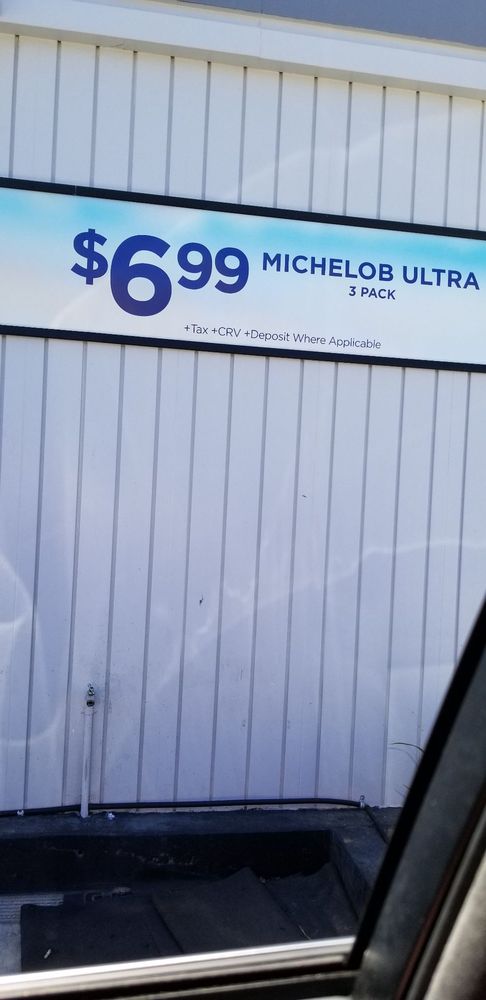 $6.99 MICHELOB ULTRA
3 PACK
+Tax +CRV +Deposit Where Applicable